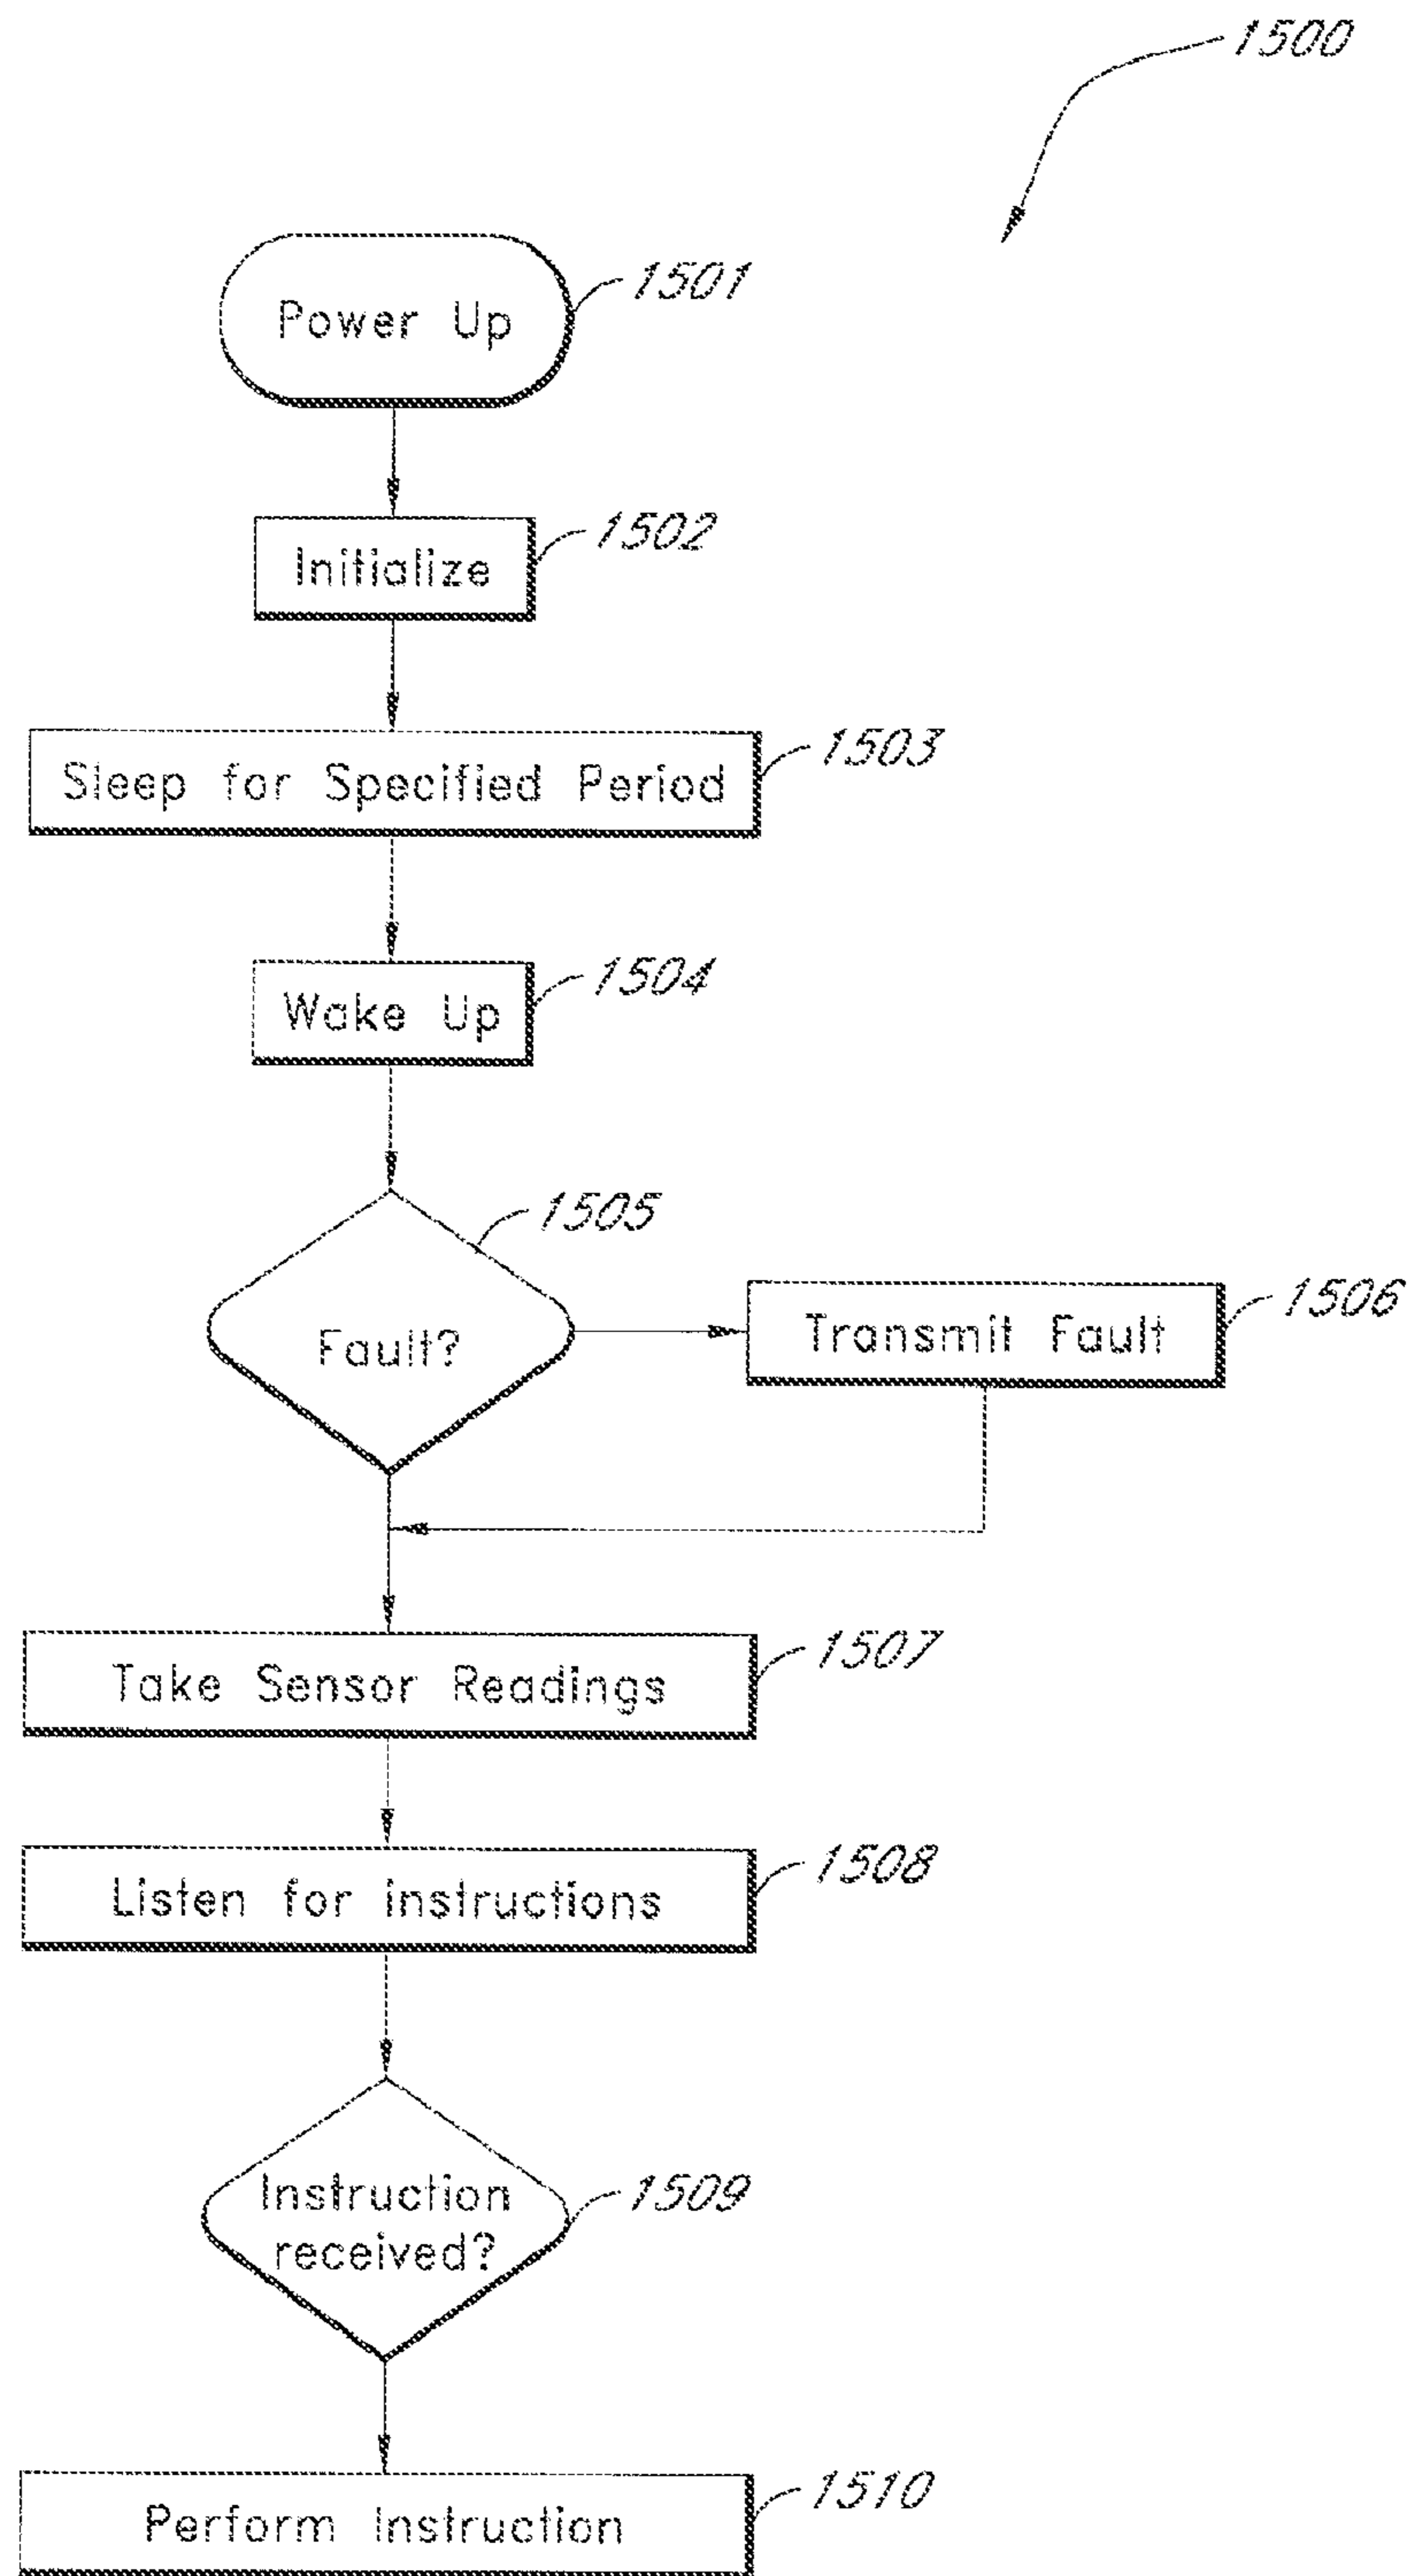 1500
Power Up
1501
Initialize
1502
Sleep for Specified Period
1503
Wake Up
1504
1505
Fault?
Transmit Fault
1506
Take Sensor Readings
1507
Listen for instructions
1508
Instruction
received?
1509
Perform Instruction
1510